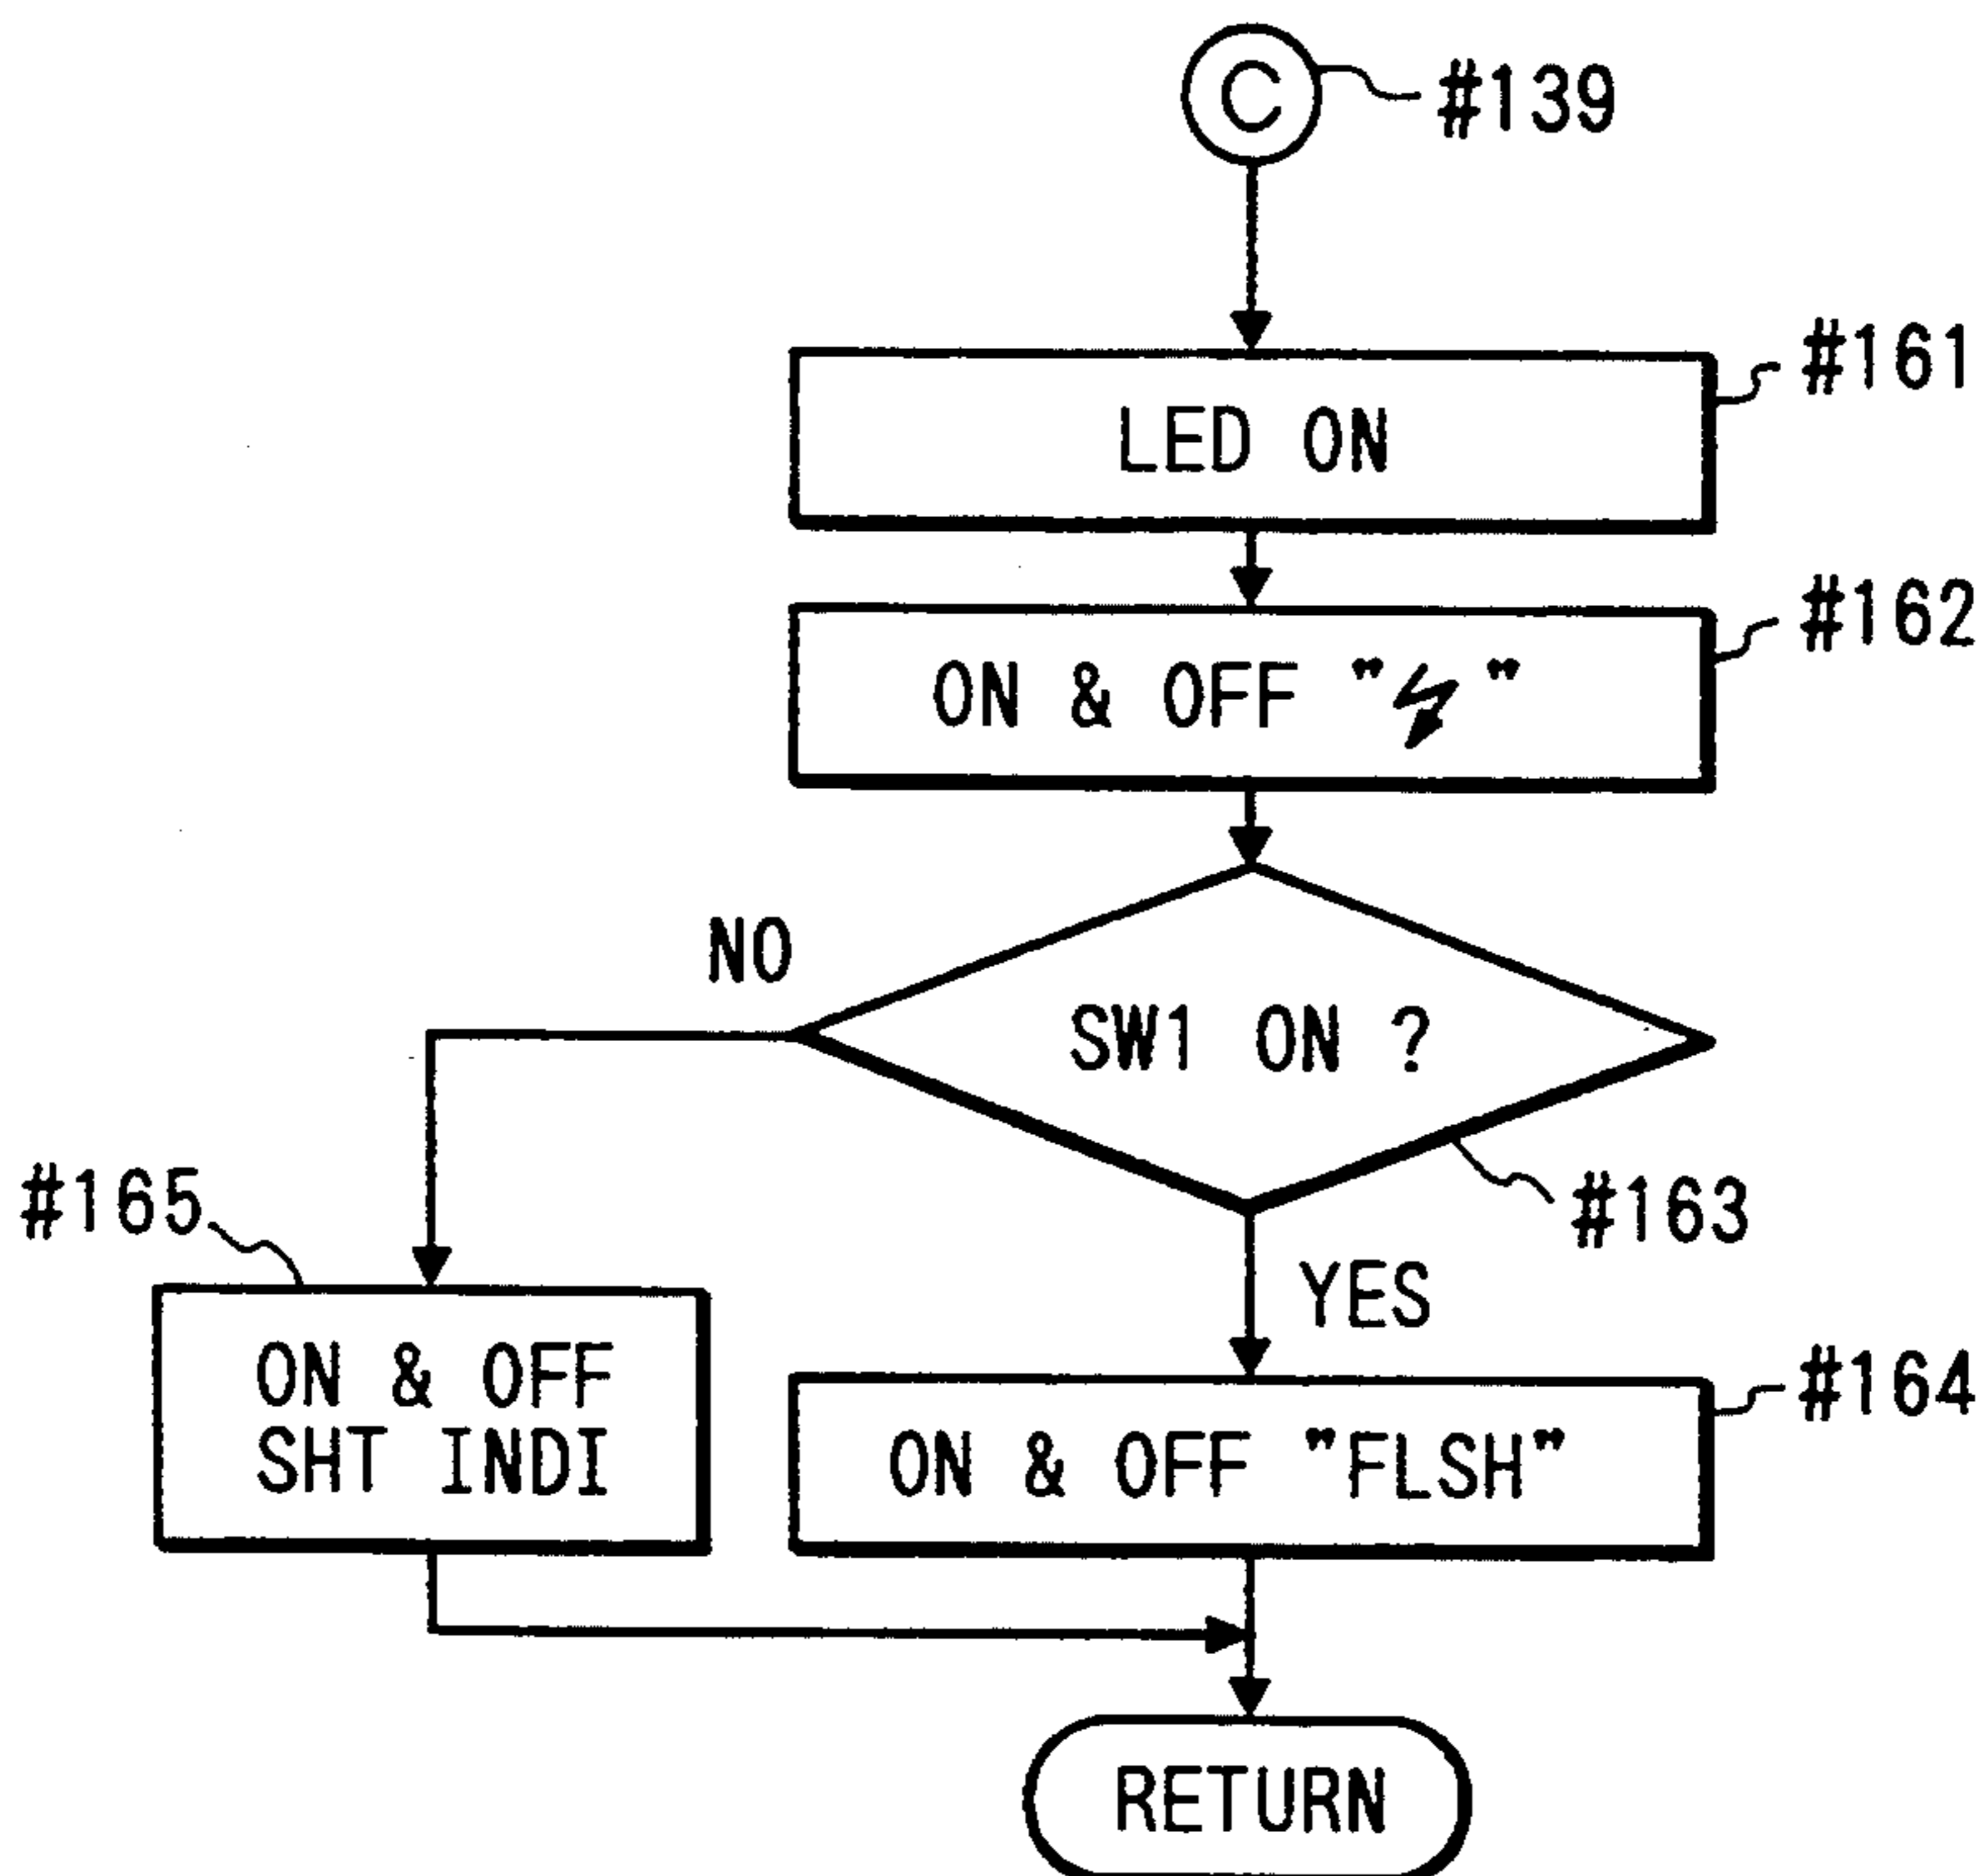 C
#139
#161
LED ON
#162
ON & OFF "⚡"
NO
SW1 ON ?
#163
#165
YES
ON & OFF
SHT INDI
#164
ON & OFF "FLSH"
RETURN